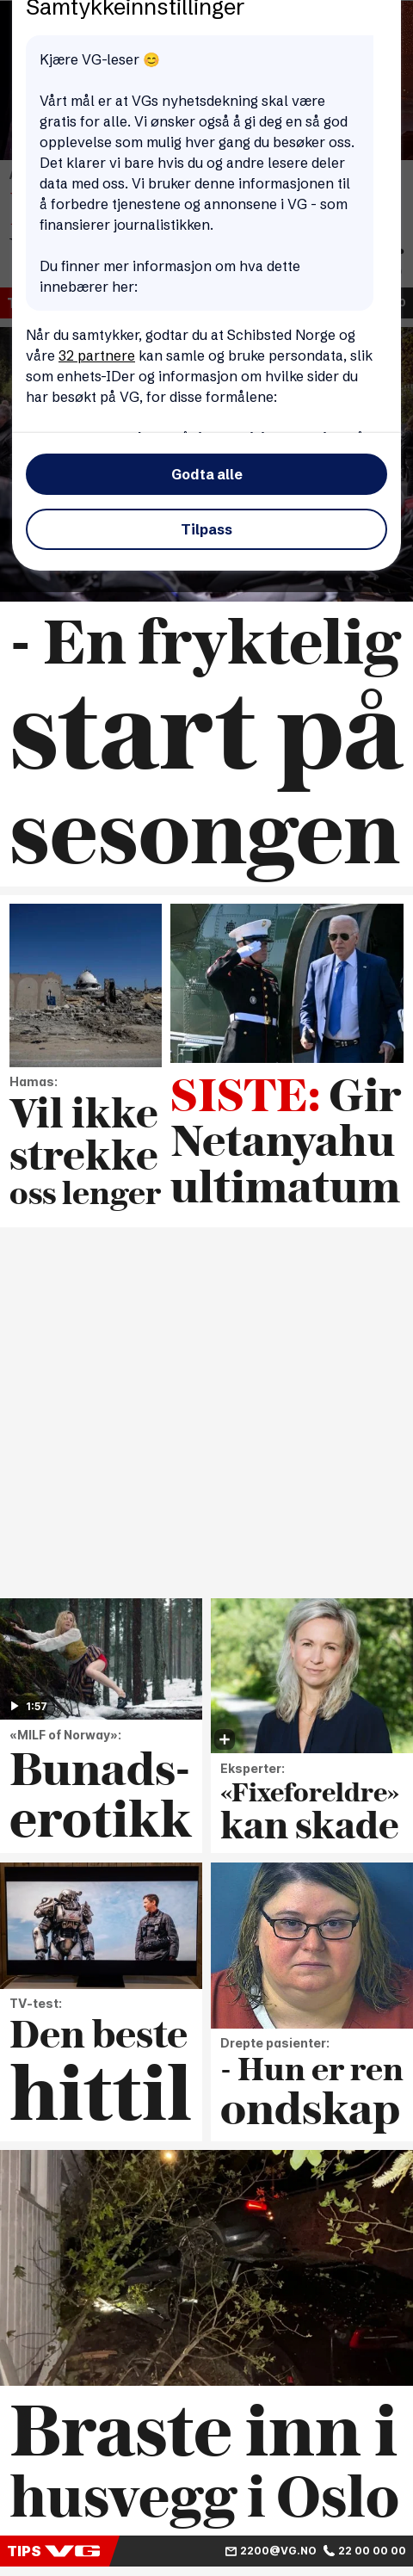 Samtykkeinnstillinger
Kjære VG-leser 😊
Vårt mål er at VGs nyhetsdekning skal være
gratis for alle. Vi ønsker også å gi deg en så god
opplevelse som mulig hver gang du besøker oss.
Det klarer vi bare hvis du og andre lesere deler
data med oss. Vi bruker denne informasjonen til
å forbedre tjenestene og annonsene i VG - som
finansierer journalistikken.
Du finner mer informasjon om hva dette
innebærer her:
Når du samtykker, godtar du at Schibsted Norge og
våre 32 partnere kan samle og bruke persondata, slik
som enhets-IDer og informasjon om hvilke sider du
har besøkt på VG, for disse formålene:
Godta alle
Tilpass
- En fryktelig
start på
sesongen
Hamas:
Vil ikke
strekke
oss lenger
SISTE: Gir
Netanyahu
ultimatum
1:57
«MILF of Norway»:
Bunads-
erotikk
Eksperter:
«Fixeforeldre»
kan skade
TV-test:
Den beste
hittil
Drepte pasienter:
- Hun er ren
ondskap
Braste inn i
husvegg i Oslo
TIPS VG 2200@VG.NO 22 00 00 00